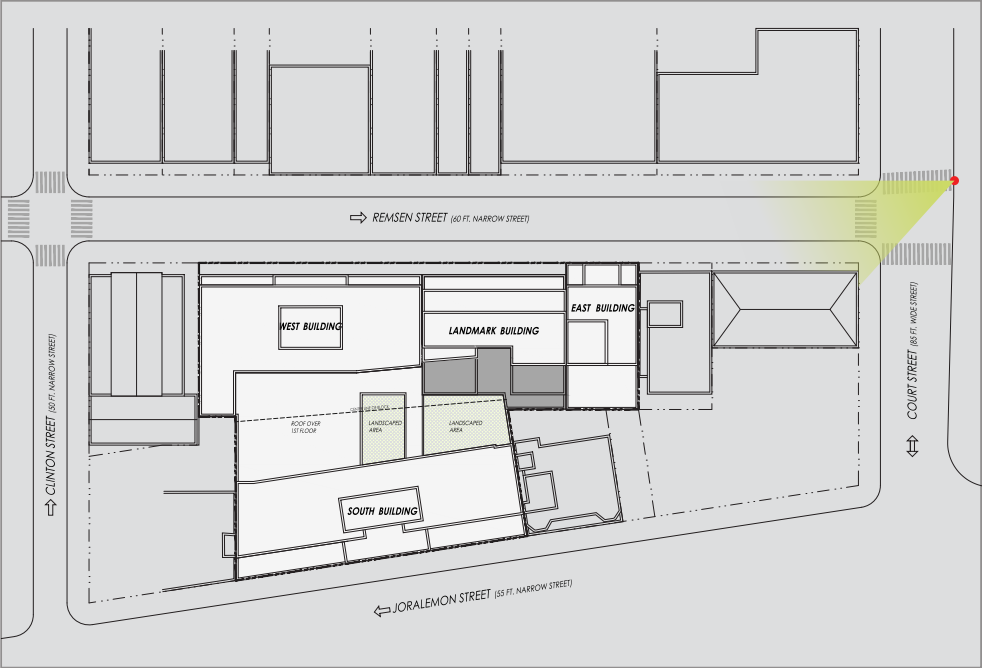 REMSEN STREET (60 FT. NARROW STREET)
WEST BUILDING
LANDMARK BUILDING
EAST BUILDING
ROOF OVER
1ST FLOOR
LANDSCAPED
AREA
LANDSCAPED
AREA
SOUTH BUILDING
CLINTON STREET (50 FT. NARROW STREET)
COURT STREET (85 FT. WIDE STREET)
JORALEMON STREET (55 FT. NARROW STREET)